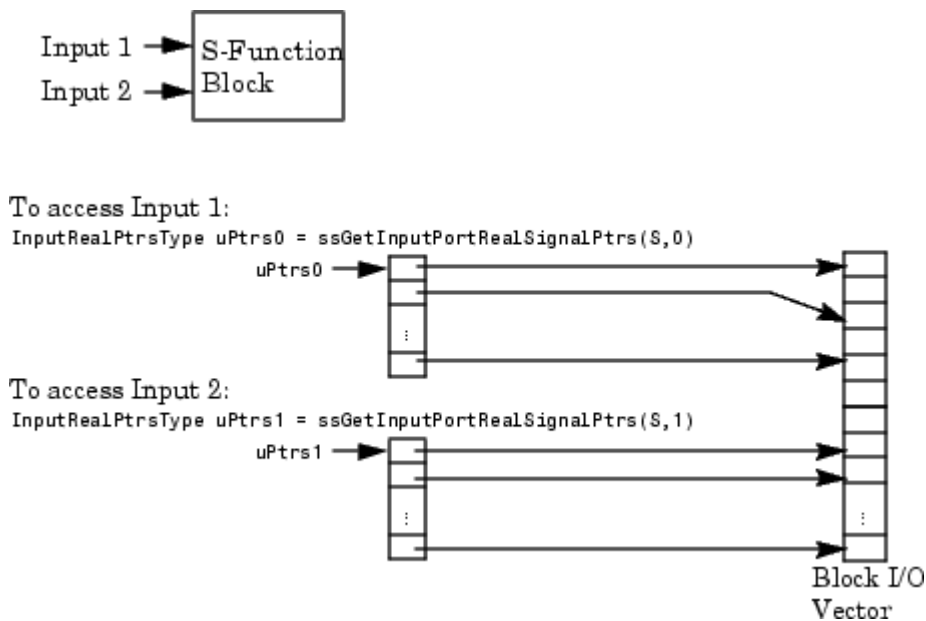 Input 1
Input 2
S-Function
Block
To access Input 1:
InputRealPtrsType uPtrs0 = ssGetInputPortRealSignalPtrs(S,0)
uPtrs0
To access Input 2:
InputRealPtrsType uPtrs1 = ssGetInputPortRealSignalPtrs(S,1)
uPtrs1
Block I/O
Vector